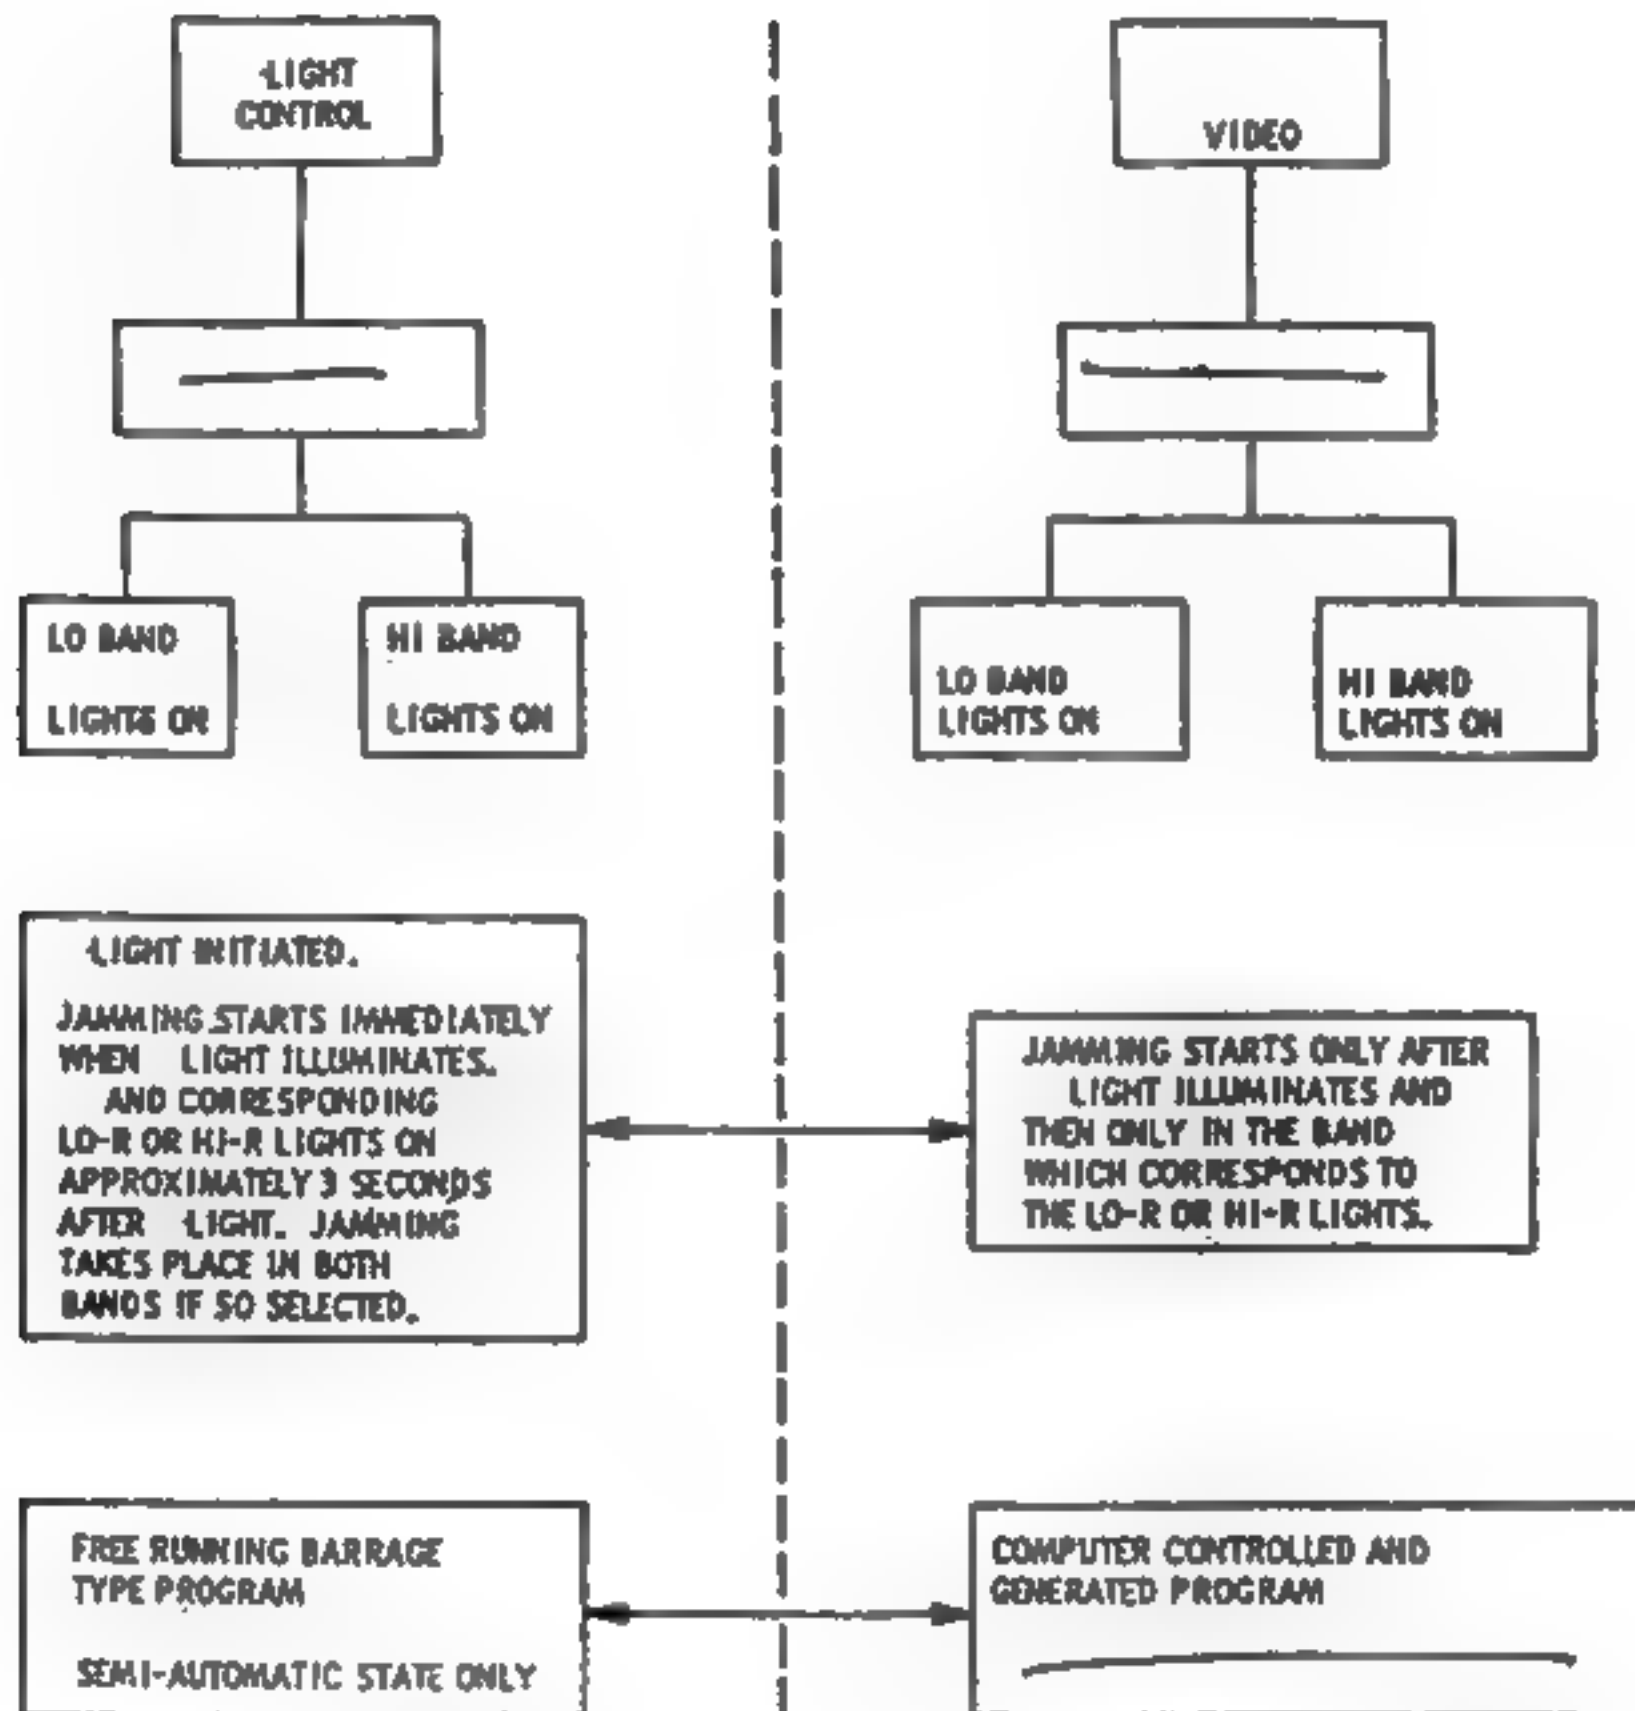 -LIGHT
CONTROL
VIDEO
LO BAND
LIGHTS ON
HI BAND
LIGHTS ON
LO BAND
LIGHTS ON
HI BAND
LIGHTS ON
-LIGHT INITIATED.
JAMMING STARTS IMMEDIATELY
WHEN LIGHT ILLUMINATES.
AND CORRESPONDING
LO-R OR HI-R LIGHTS ON
APPROXIMATELY 3 SECONDS
AFTER -LIGHT. JAMMING
TAKES PLACE IN BOTH
BANDS IF SO SELECTED.
JAMMING STARTS ONLY AFTER
LIGHT ILLUMINATES AND
THEN ONLY IN THE BAND
WHICH CORRESPONDS TO
THE LO-R OR HI-R LIGHTS.
FREE RUNNING BARRAGE
TYPE PROGRAM
SEMI-AUTOMATIC STATE ONLY
COMPUTER CONTROLLED AND
GENERATED PROGRAM